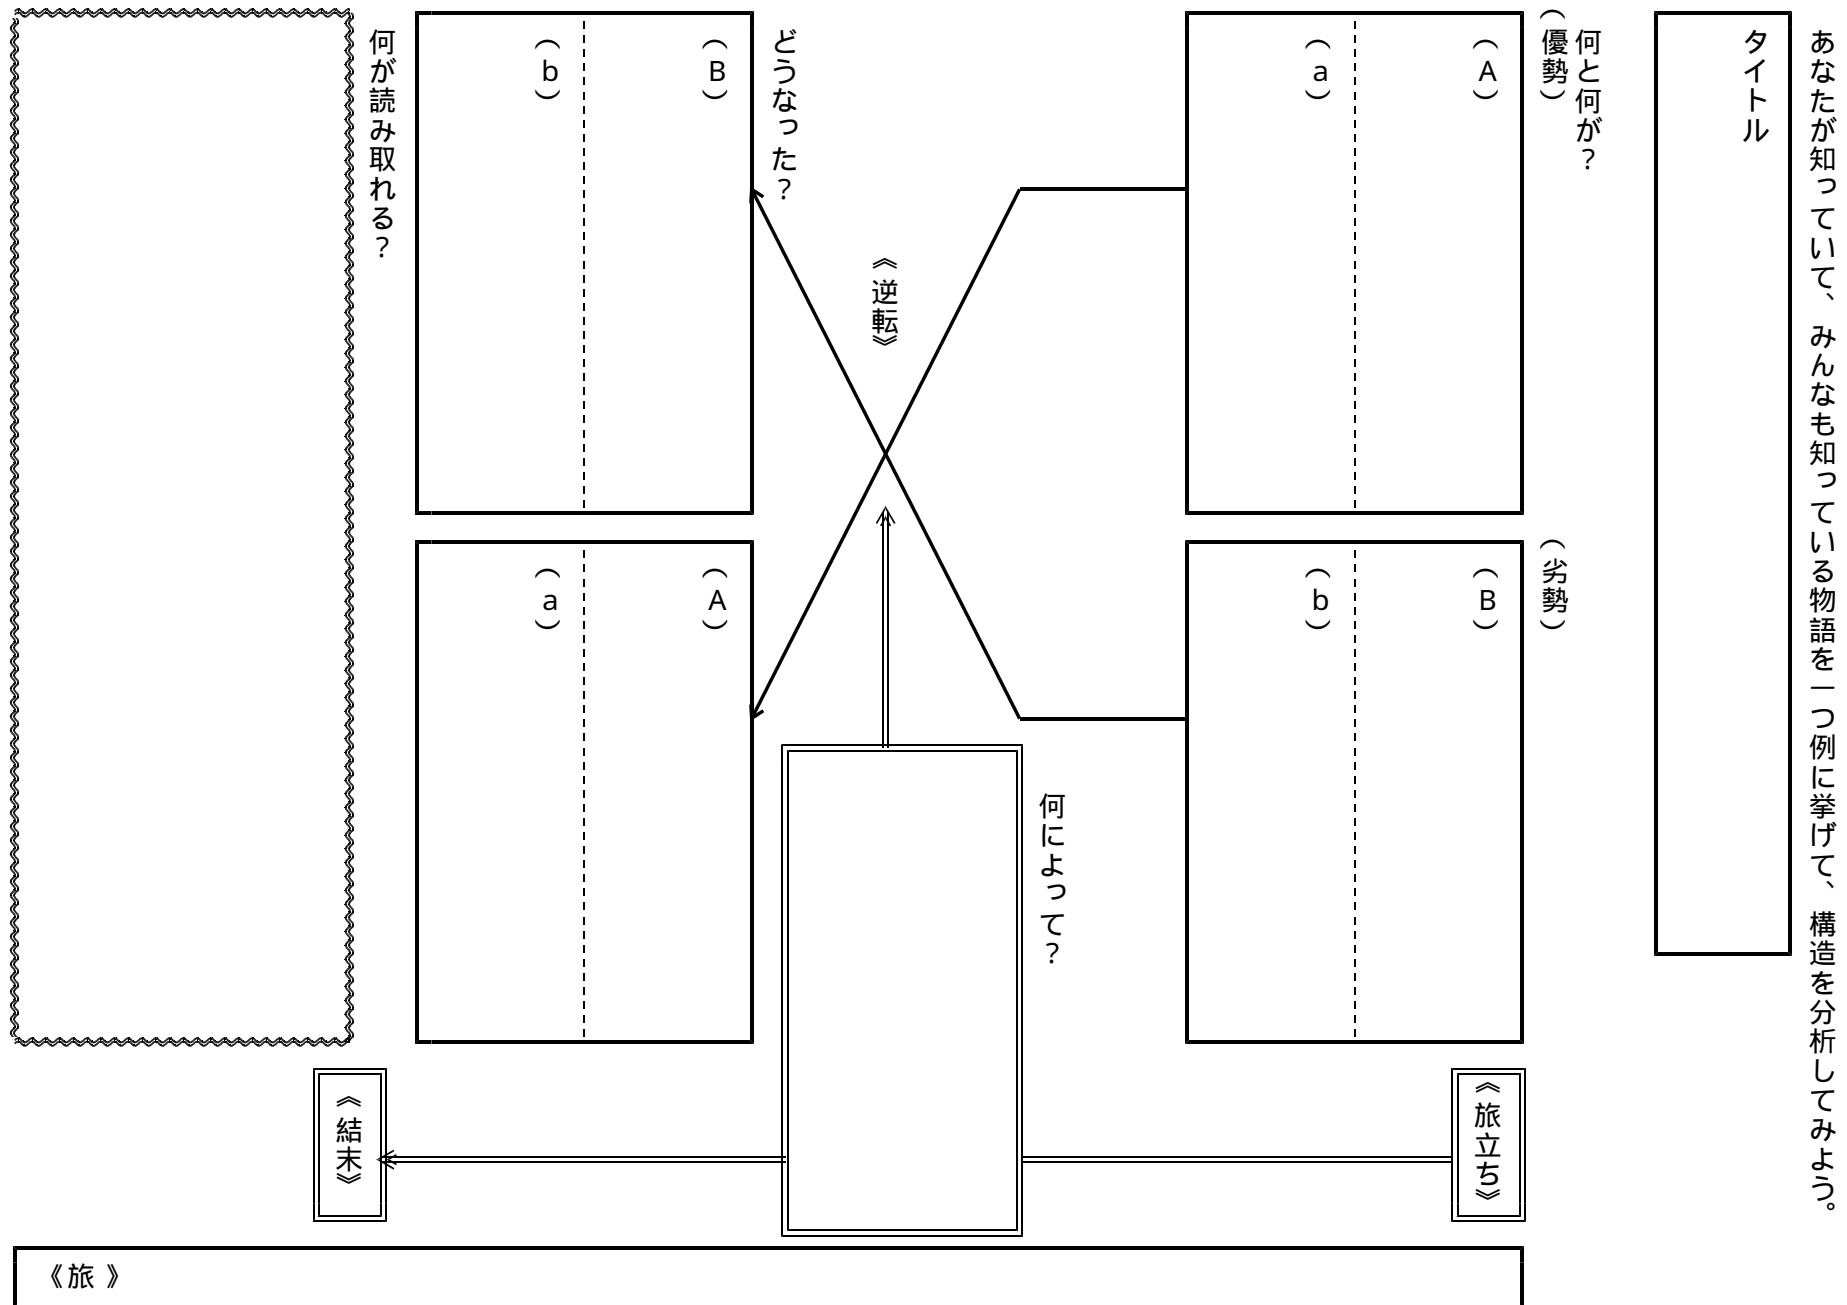 あなたが知っていて、みんなも知っている物語を一つ例に挙げて、構造を分析してみよう。
タイトル
何と何が？
（優勢）
（A）
（a）
（劣勢）
（B）
（b）
何によって？
《逆転》
どうなった？
（B）
（b）
（A）
（a）
何が読み取れる？
《旅立ち》
《結末》
《旅 》